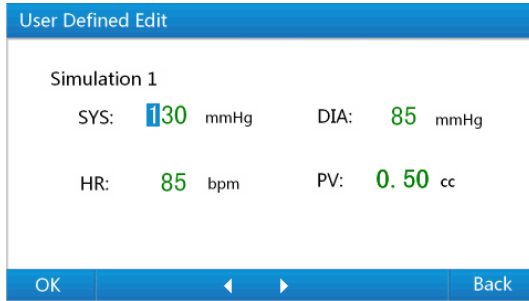 User Defined Edit
Simulation 1
SYS: 130 mmHg DIA: 85 mmHg
HR: 85 bpm PV: 0.50 cc
OK Back